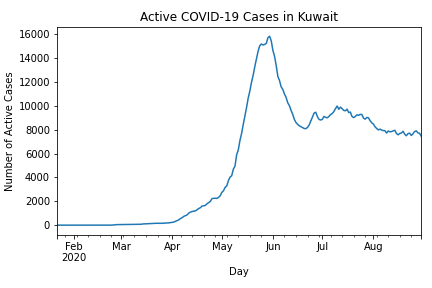 Active COVID-19 Cases in Kuwait
16000
14000
12000
10000
8000
6000
4000
2000
0
Number of Active Cases
Feb Mar Apr May Jun Jul Aug
2020
Day